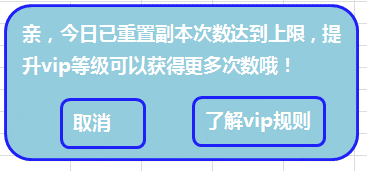 亲，今日已重置副本次数达到上限，提
升vip等级可以获得更多次数哦！
取消
了解vip规则